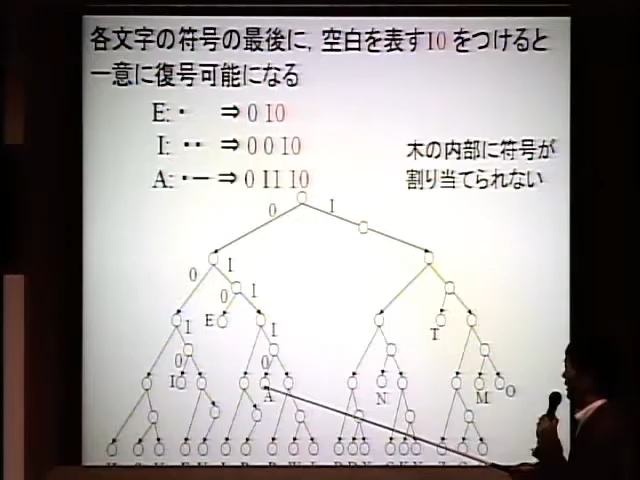 各文字の符号の最後に, 空白を表す10 をつけると
一意に復号可能になる
E: ・ ⇒ 0 10
I: ・・ ⇒ 0 0 10
A: ・ー ⇒ 0 11 10
木の内部に符号が
割り当てられない
0 1
0 1
0 1
E
T
1 1
0 0
I A N M O